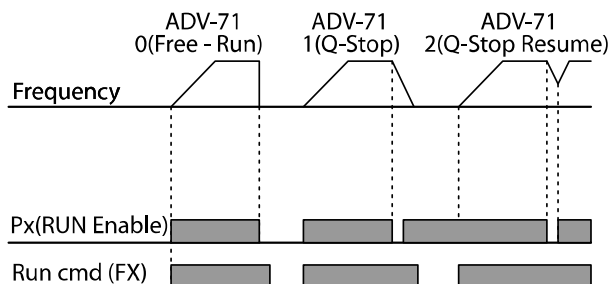 ADV-71
0(Free - Run)
ADV-71
1(Q-Stop)
ADV-71
2(Q-Stop Resume)
Frequency
Px(RUN Enable)
Run cmd (FX)